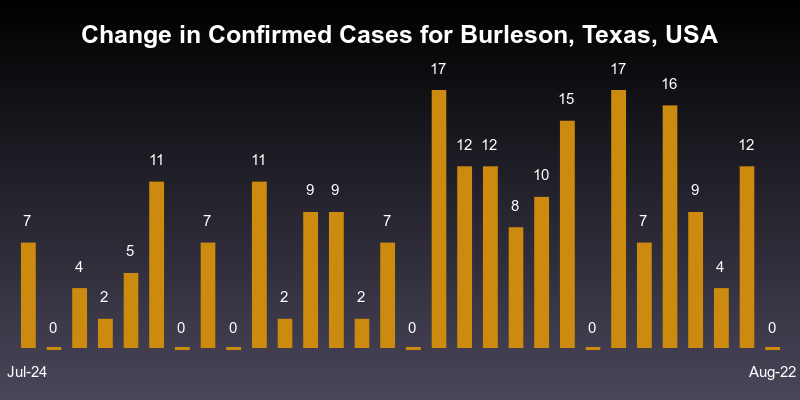 Change in Confirmed Cases for Burleson, Texas, USA
7 0 4 2 5 11 0 7 0 11 2 9 9 2 7 0 17 12 12 8 10 15 0 17 7 16 9 4 12 0
Jul-24 Aug-22